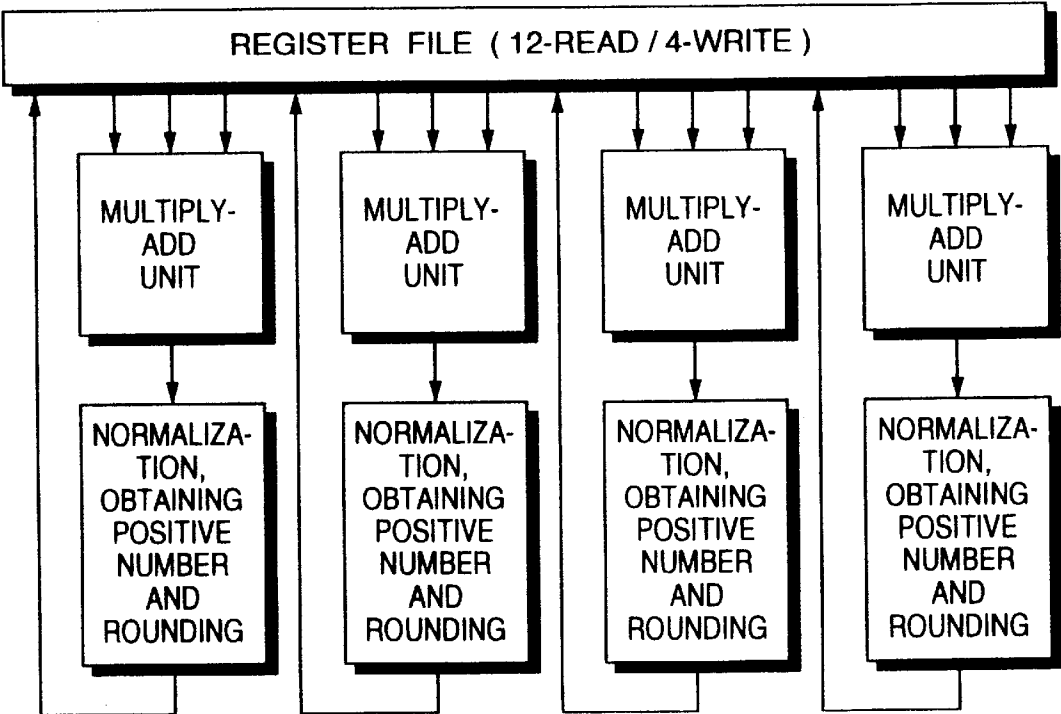 REGISTER FILE ( 12-READ / 4-WRITE )
MULTIPLY-
ADD
UNIT
MULTIPLY-
ADD
UNIT
MULTIPLY-
ADD
UNIT
MULTIPLY-
ADD
UNIT
NORMALIZA-
TION,
OBTAINING
POSITIVE
NUMBER
AND
ROUNDING
NORMALIZA-
TION,
OBTAINING
POSITIVE
NUMBER
AND
ROUNDING
NORMALIZA-
TION,
OBTAINING
POSITIVE
NUMBER
AND
ROUNDING
NORMALIZA-
TION,
OBTAINING
POSITIVE
NUMBER
AND
ROUNDING